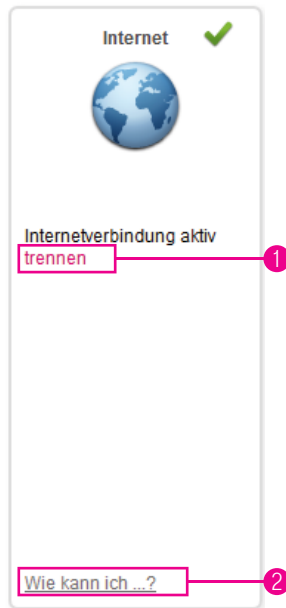 Internet
Internetverbindung aktiv
trennen
1
Wie kann ich ...?
2